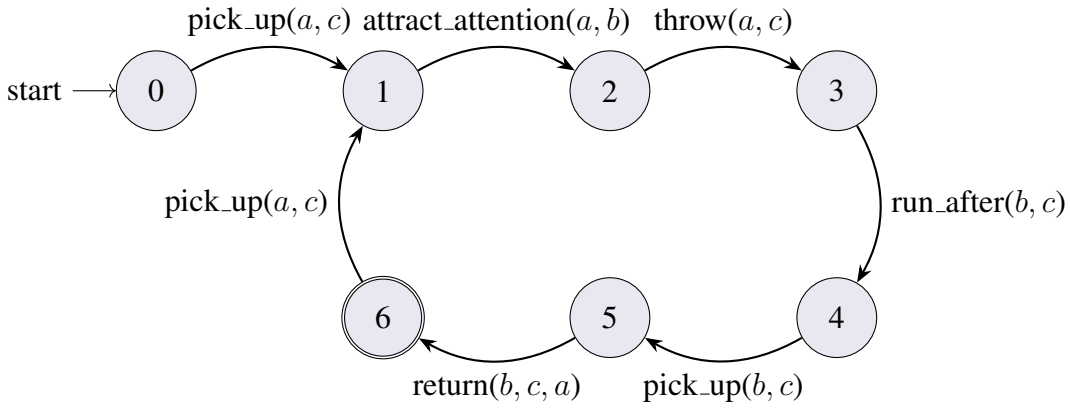 pick_up(a, c) attract_attention(a, b) throw(a, c)
start 0 1 2 3
pick_up(a, c) run_after(b, c)
6 5 4
return(b, c, a) pick_up(b, c)